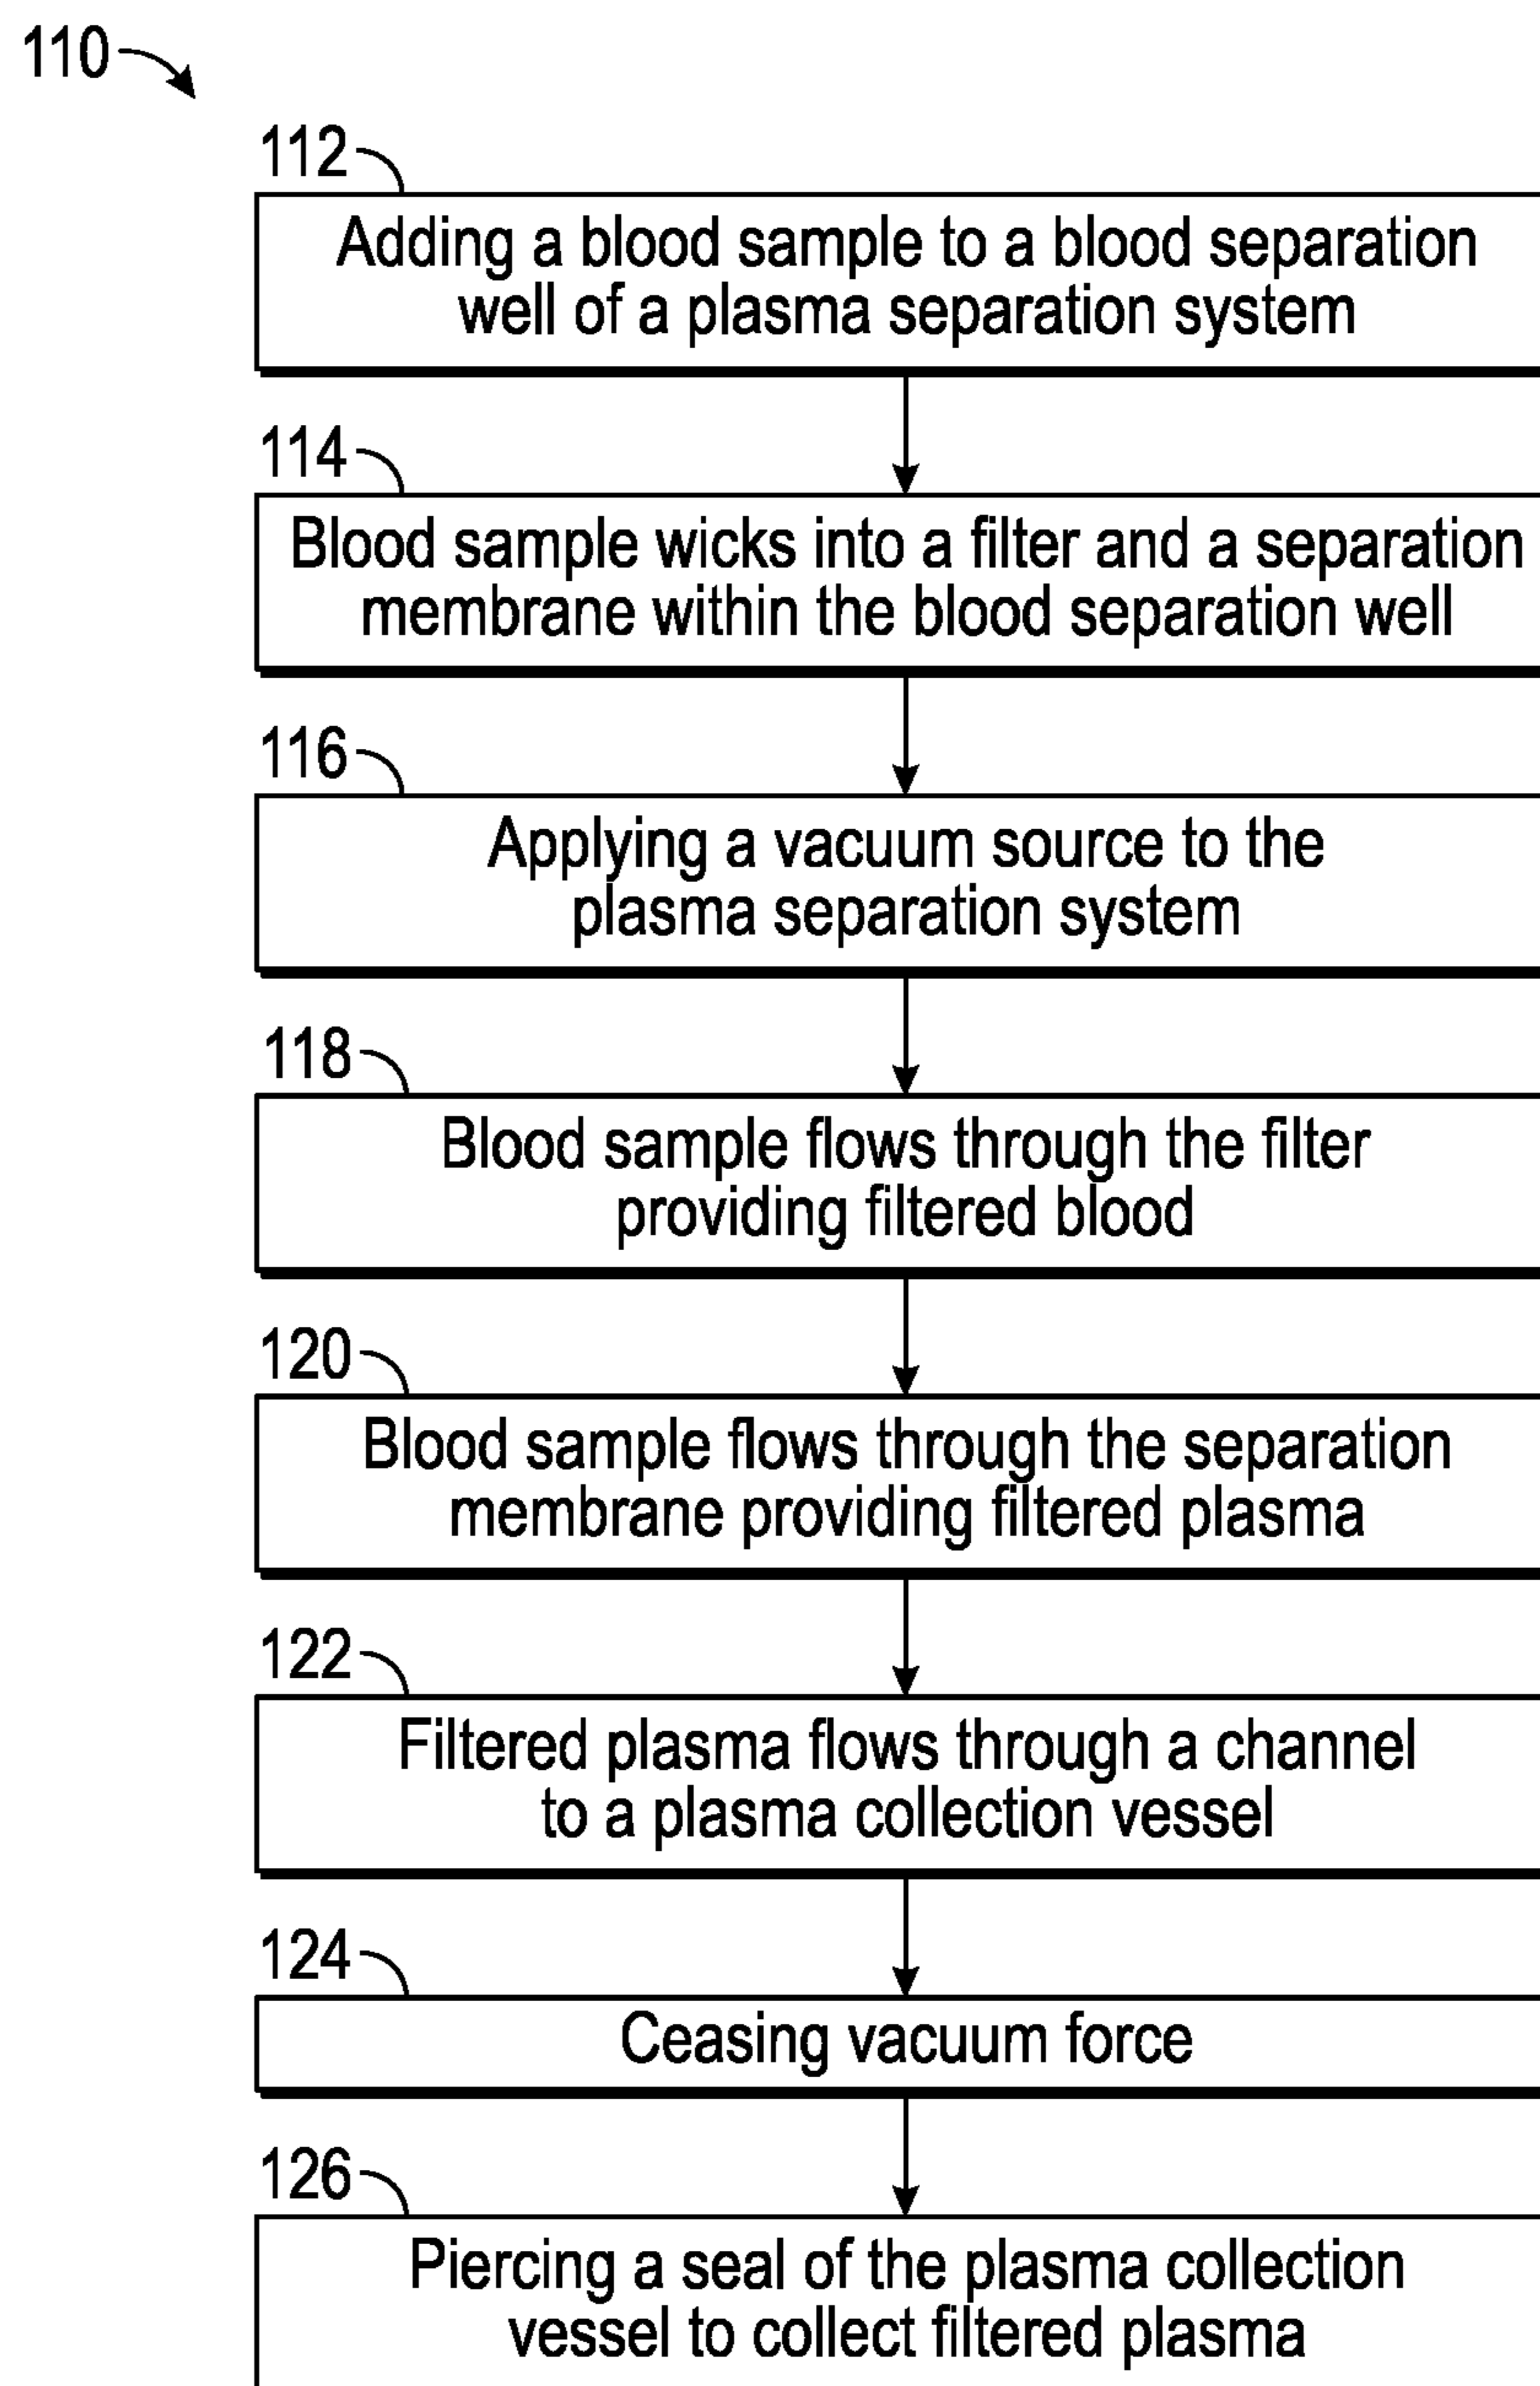 110
112
Adding a blood sample to a blood separation
well of a plasma separation system
114
Blood sample wicks into a filter and a separation
membrane within the blood separation well
116
Applying a vacuum source to the
plasma separation system
118
Blood sample flows through the filter
providing filtered blood
120
Blood sample flows through the separation
membrane providing filtered plasma
122
Filtered plasma flows through a channel
to a plasma collection vessel
124
Ceasing vacuum force
126
Piercing a seal of the plasma collection
vessel to collect filtered plasma